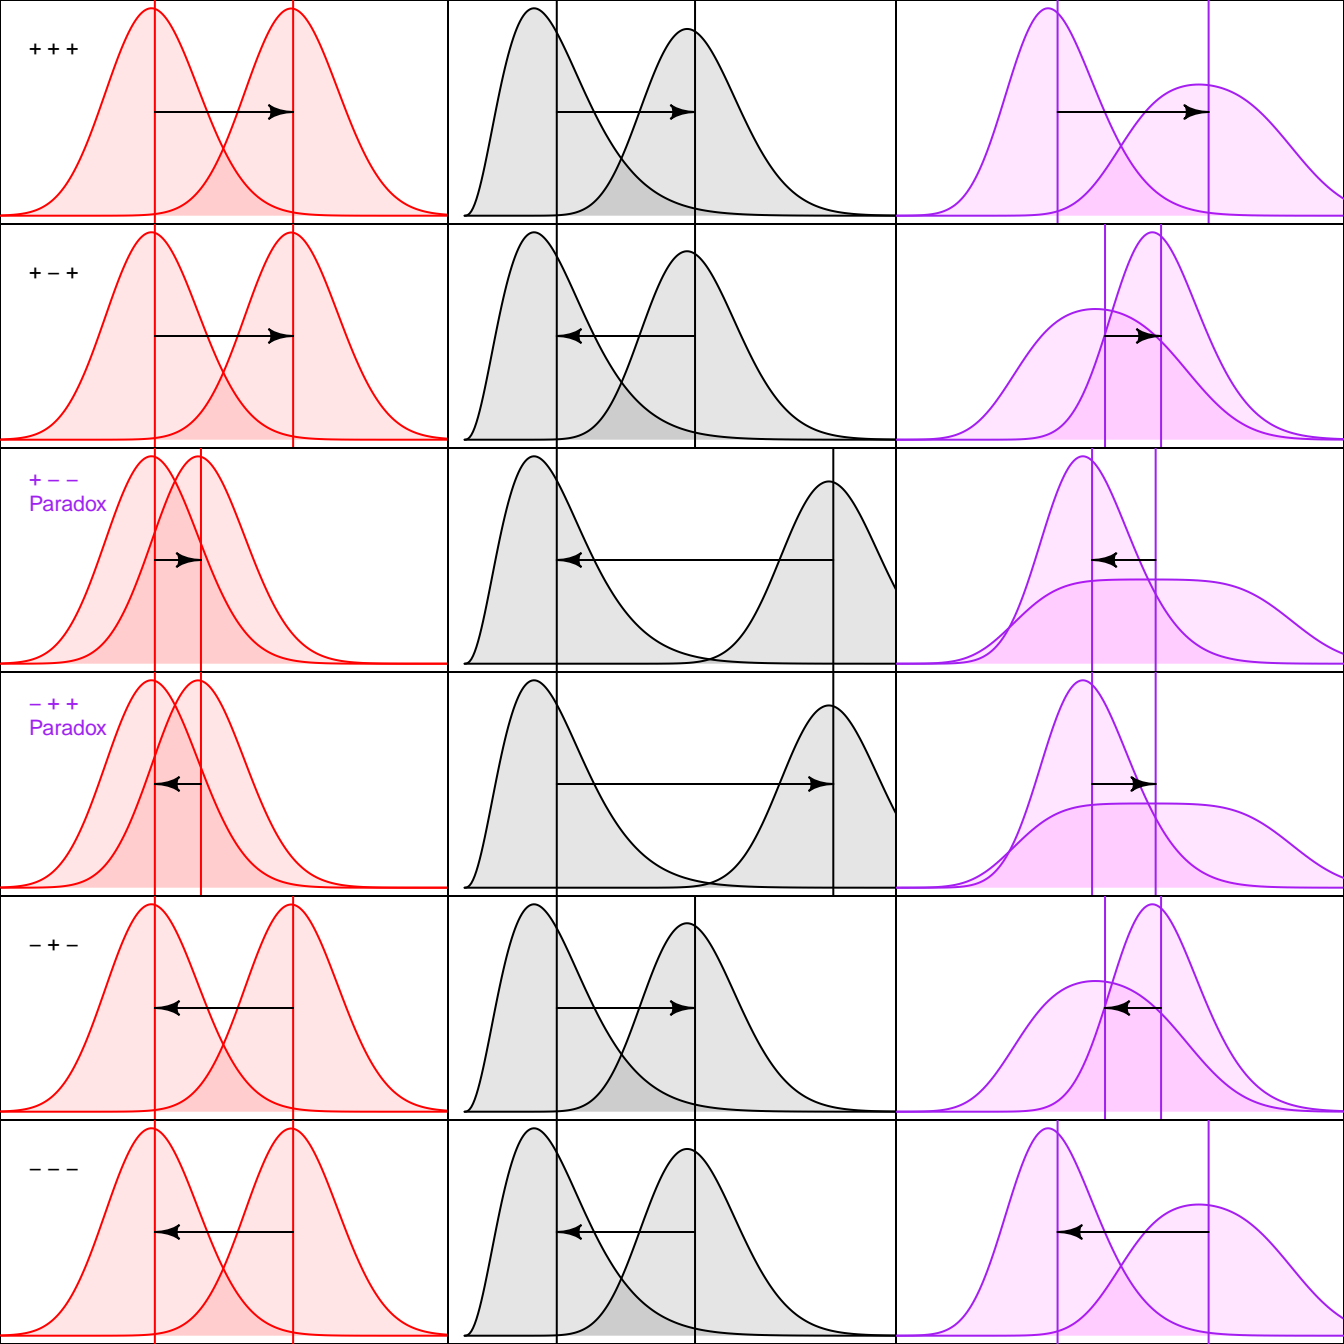 + + +
+ – +
+ – –
Paradox
– + +
Paradox
– + –
– – –